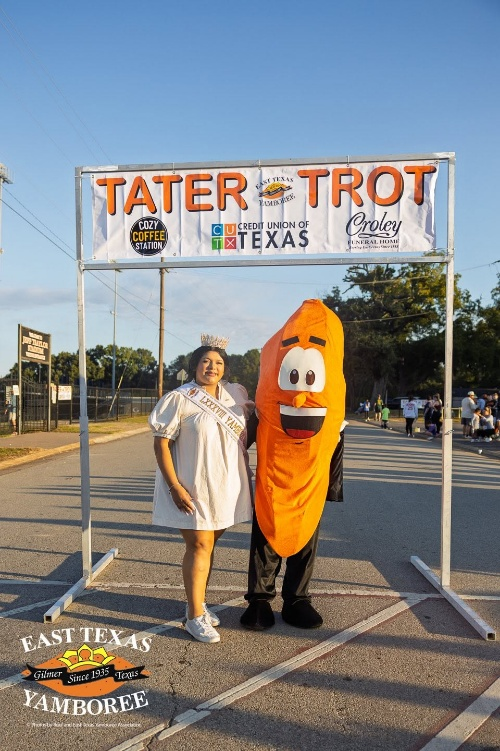 TATER TROT
EAST TEXAS
YAMBOREE
COZY
COFFEE
STATION
CU
TX
CREDIT UNION OF
TEXAS
Croley
FUNERAL HOME
EAST TEXAS
Gilmer Since 1935 Texas
YAMBOREE